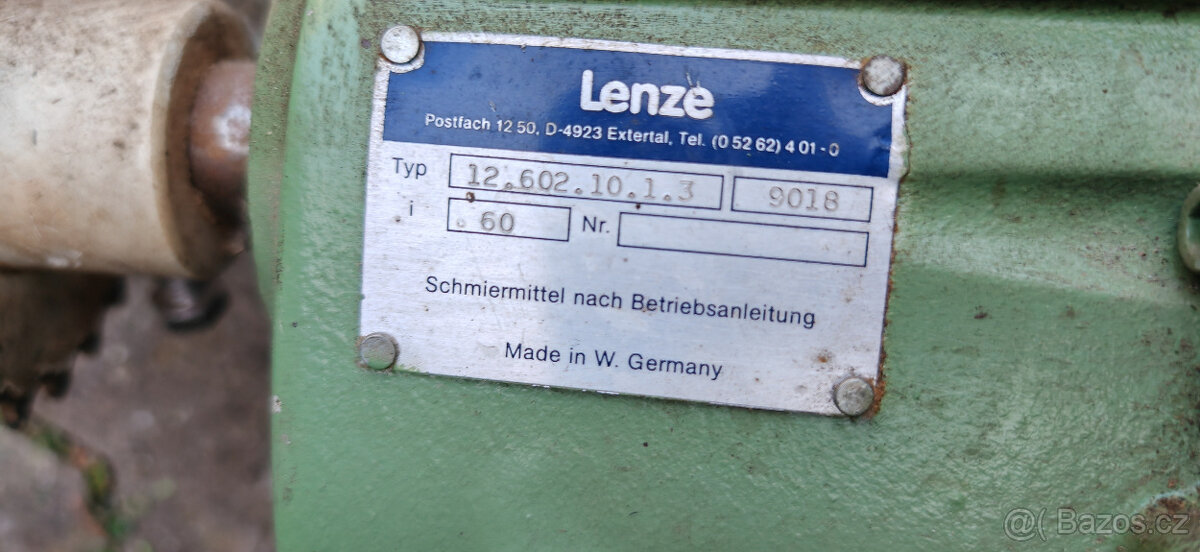 Lenze
Postfach 12 50, D-4923 Extertal, Tel. (0 52 62) 4 01-0
Typ 12.602.10.1.3 9018
i .60 Nr.
Schmiermittel nach Betriebsanleitung
Made in W. Germany
@( Bazos.cz